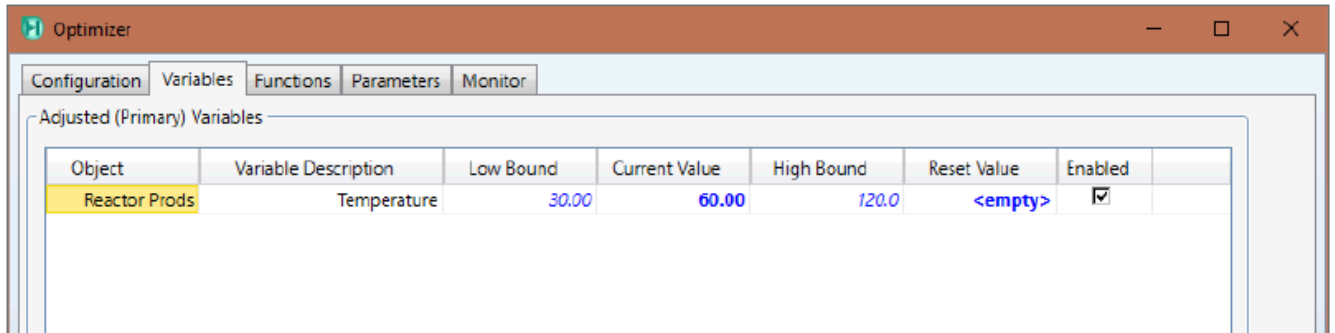 Optimizer
Configuration Variables Functions Parameters Monitor
Adjusted (Primary) Variables
Object Variable Description Low Bound Current Value High Bound Reset Value Enabled
Reactor Prods Temperature 30.00 60.00 120.0 <empty>